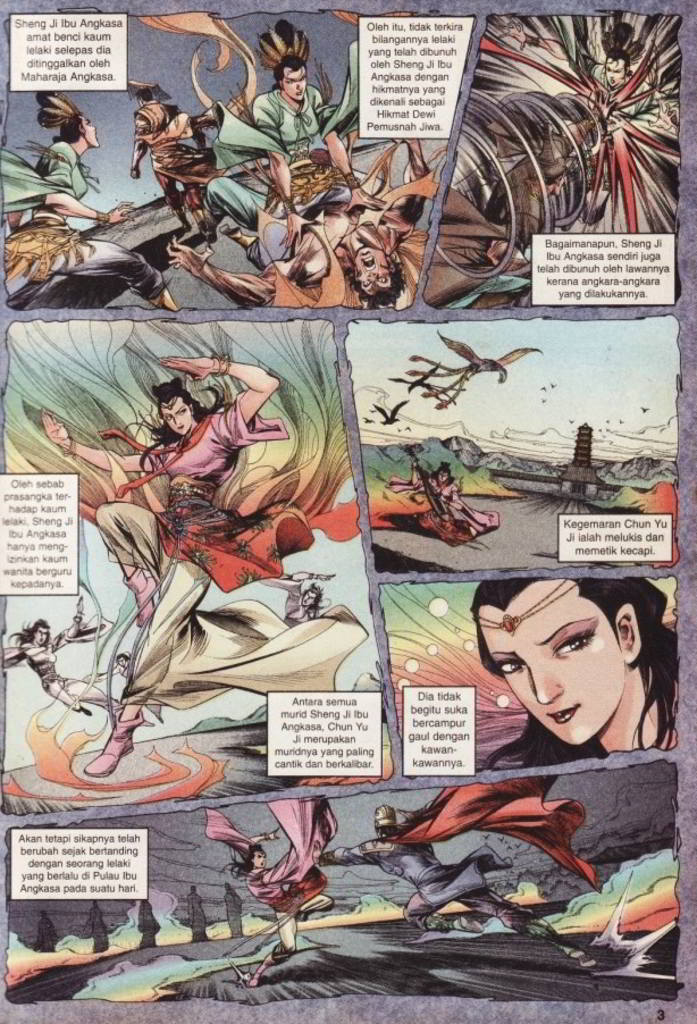 Sheng Ji Ibu Angkasa
amat benci kaum
lelaki selepas dia
ditinggalkan oleh
Maharaja Angkasa.
Oleh itu, tidak terkira
bilangannya lelaki
yang telah dibunuh
oleh Sheng Ji Ibu
Angkasa dengan
hikmatnya yang
dikenali sebagai
Hikmat Dewi
Pemusnah Jiwa.
Bagaimanapun, Sheng Ji
Ibu Angkasa sendiri juga
telah dibunuh oleh lawannya
kerana angkara-angkara
yang dilakukannya.
Oleh sebab
prasangka ter-
hadap kaum
lelaki, Sheng Ji
Ibu Angkasa
hanya meng-
izinkan kaum
wanita berguru
kepadanya.
Antara semua
murid Sheng Ji Ibu
Angkasa, Chun Yu
Ji merupakan
muridnya yang paling
cantik dan berkalibar.
Kegemaran Chun Yu
Ji ialah melukis dan
memetik kecapi.
Dia tidak
begitu suka
bercampur
gaul dengan
kawan-
kawannya.
Akan tetapi sikapnya telah
berubah sejak bertanding
dengan seorang lelaki
yang berlalu di Pulau Ibu
Angkasa pada suatu hari.
3